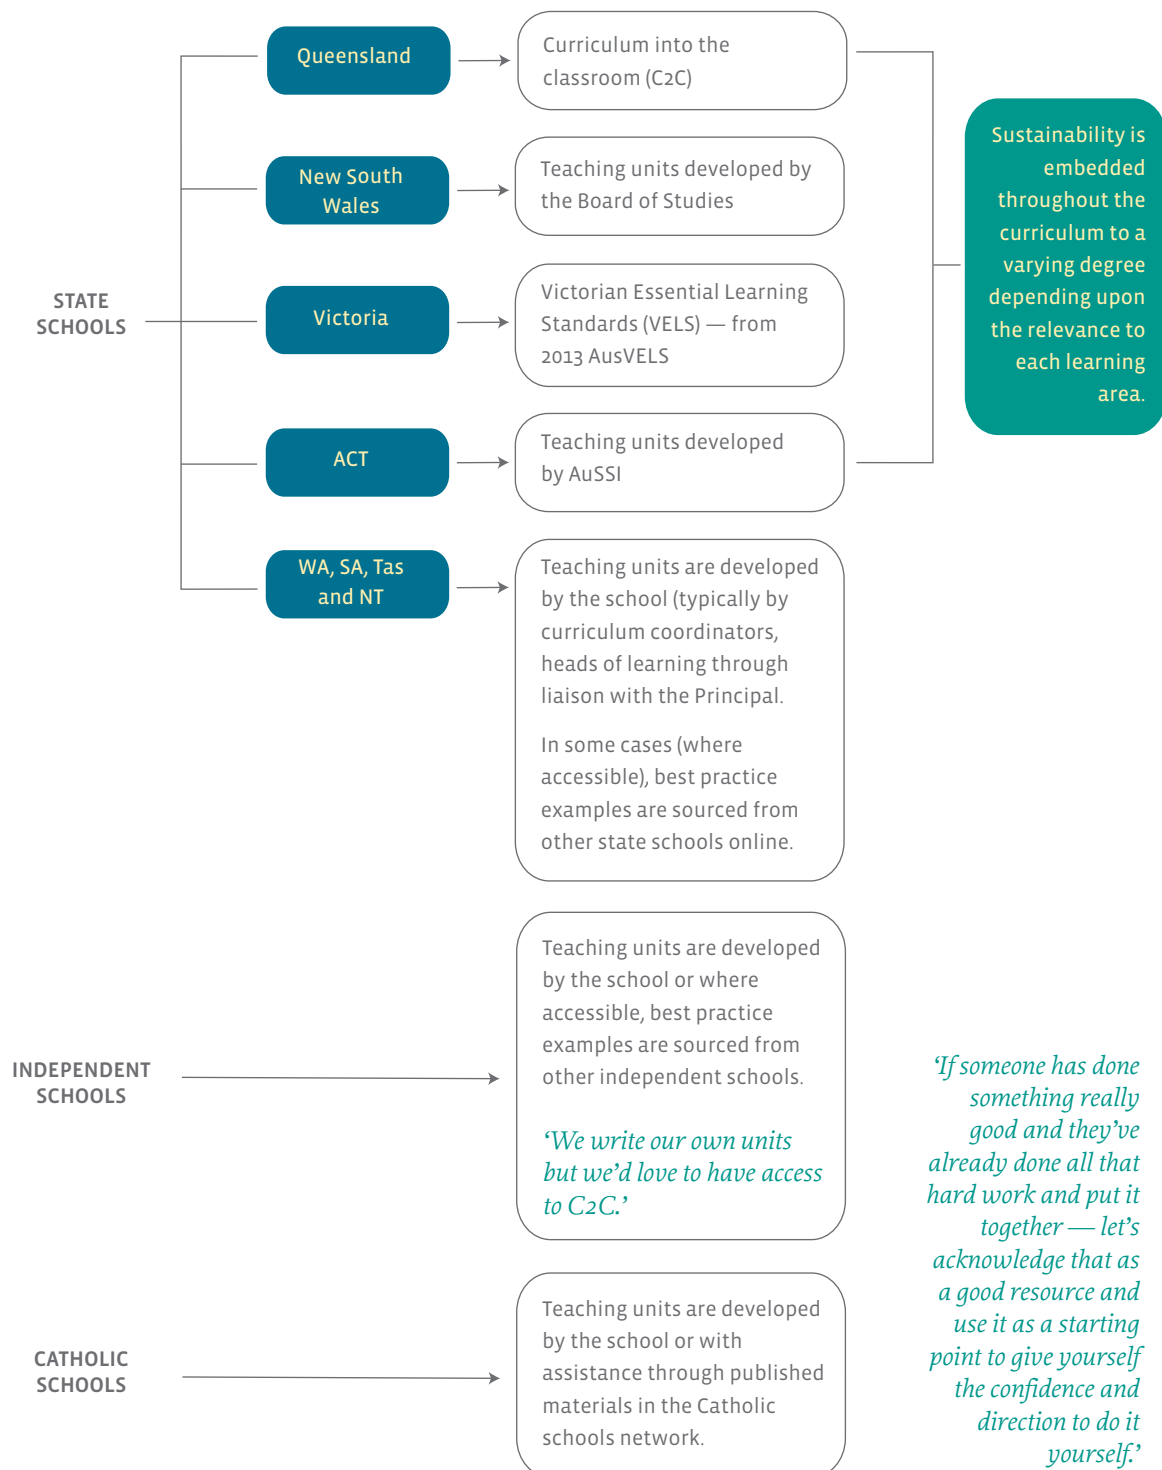 STATE
SCHOOLS
Queensland
Curriculum into the
classroom (C2C)
New South
Wales
Teaching units developed by
the Board of Studies
Victoria
Victorian Essential Learning
Standards (VELS) — from
2013 AusVELS
ACT
Teaching units developed
by AuSSI
WA, SA, Tas
and NT
Teaching units are developed
by the school (typically by
curriculum coordinators,
heads of learning through
liaison with the Principal.
In some cases (where
accessible), best practice
examples are sourced from
other state schools online.
Sustainability is
embedded
throughout the
curriculum to a
varying degree
depending upon
the relevance to
each learning
area.
INDEPENDENT
SCHOOLS
Teaching units are developed
by the school or where
accessible, best practice
examples are sourced from
other independent schools.
‘We write our own units
but we’d love to have access
to C2C.’
CATHOLIC
SCHOOLS
Teaching units are developed
by the school or with
assistance through published
materials in the Catholic
schools network.
‘If someone has done
something really
good and they’ve
already done all that
hard work and put it
together — let’s
acknowledge that as
a good resource and
use it as a starting
point to give yourself
the confidence and
direction to do it
yourself.’